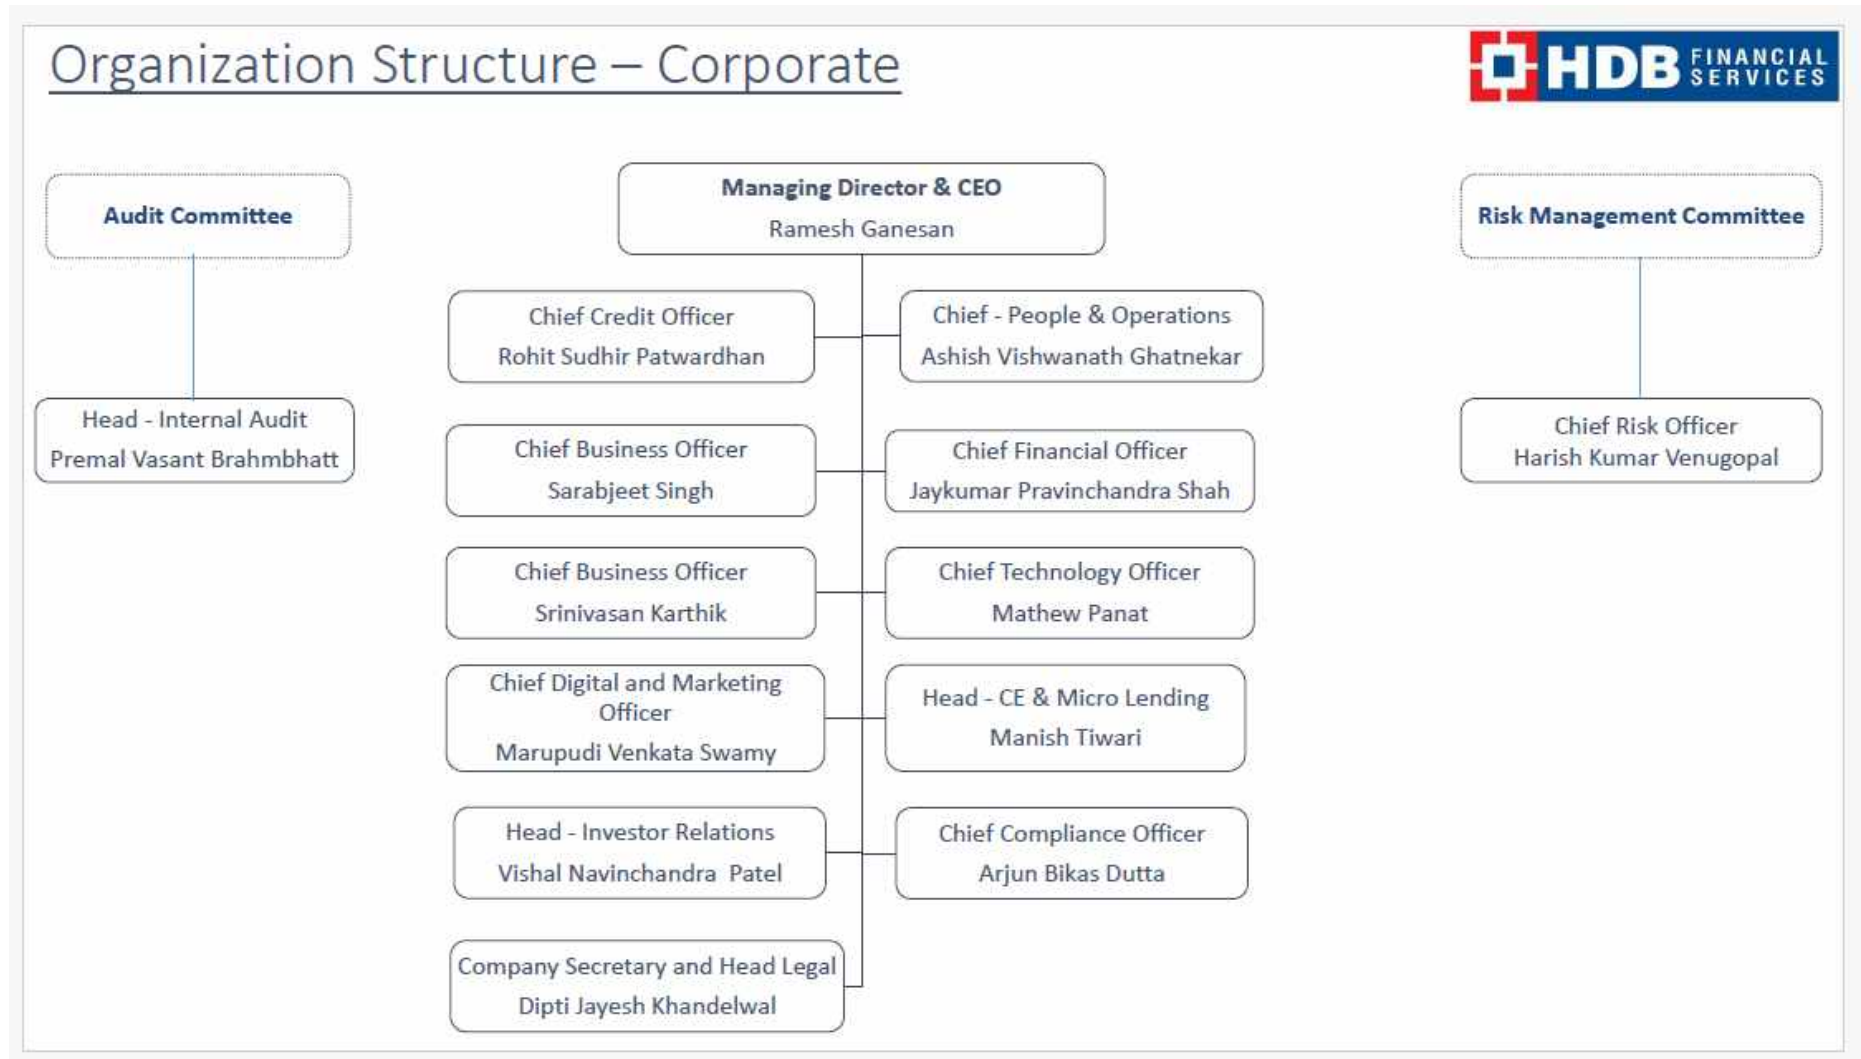 Organization Structure – Corporate
HDB FINANCIAL
SERVICES
Audit Committee
Managing Director & CEO
Ramesh Ganesan
Risk Management Committee
Chief Credit Officer
Rohit Sudhir Patwardhan
Chief - People & Operations
Ashish Vishwanath Ghatnekar
Head - Internal Audit
Premal Vasant Brahmbhatt
Chief Business Officer
Sarabjeet Singh
Chief Financial Officer
Jaykumar Pravinchandra Shah
Chief Risk Officer
Harish Kumar Venugopal
Chief Business Officer
Srinivasan Karthik
Chief Technology Officer
Mathew Panat
Chief Digital and Marketing
Officer
Marupudi Venkata Swamy
Head - CE & Micro Lending
Manish Tiwari
Head - Investor Relations
Vishal Navinchandra Patel
Chief Compliance Officer
Arjun Bikas Dutta
Company Secretary and Head Legal
Dipti Jayesh Khandelwal